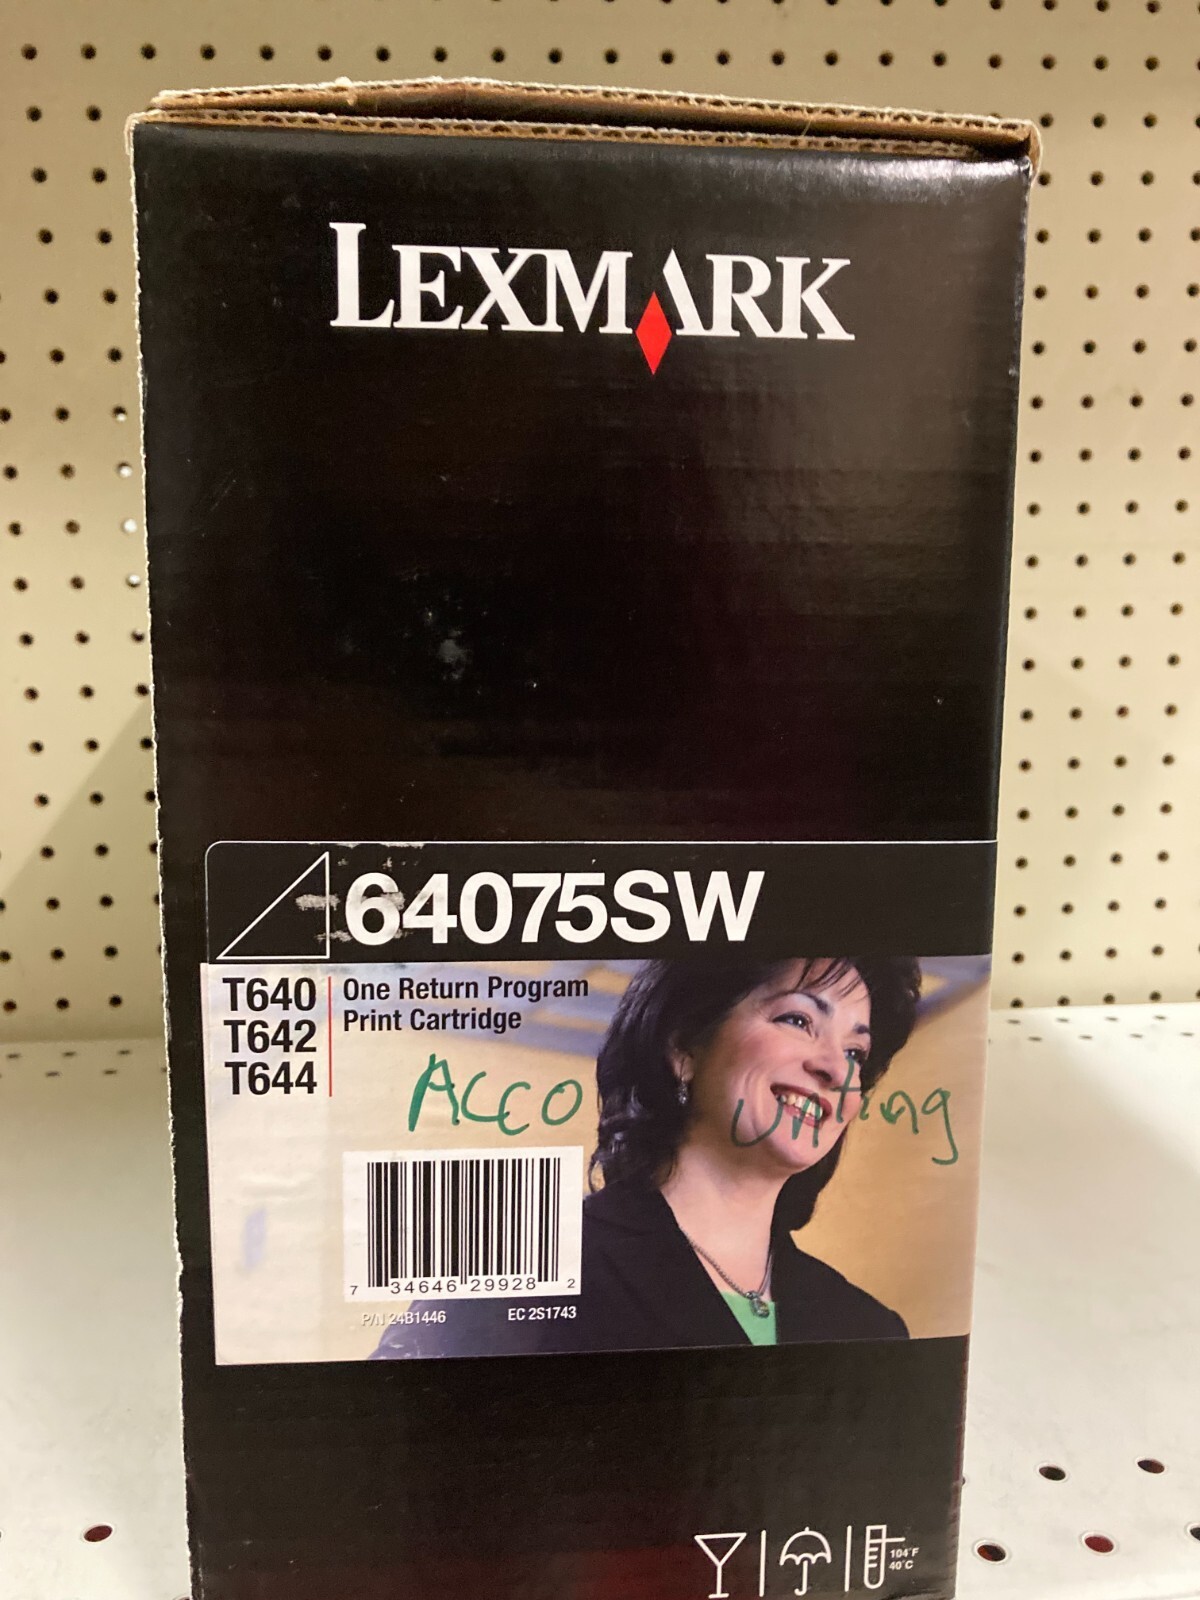 LEXMARK
64075SW
T640
T642
T644
One Return Program
Print Cartridge
ACCO unting
7 34646 29928 2
P/N 24B1446 EC 2S1743
104°F
40°C